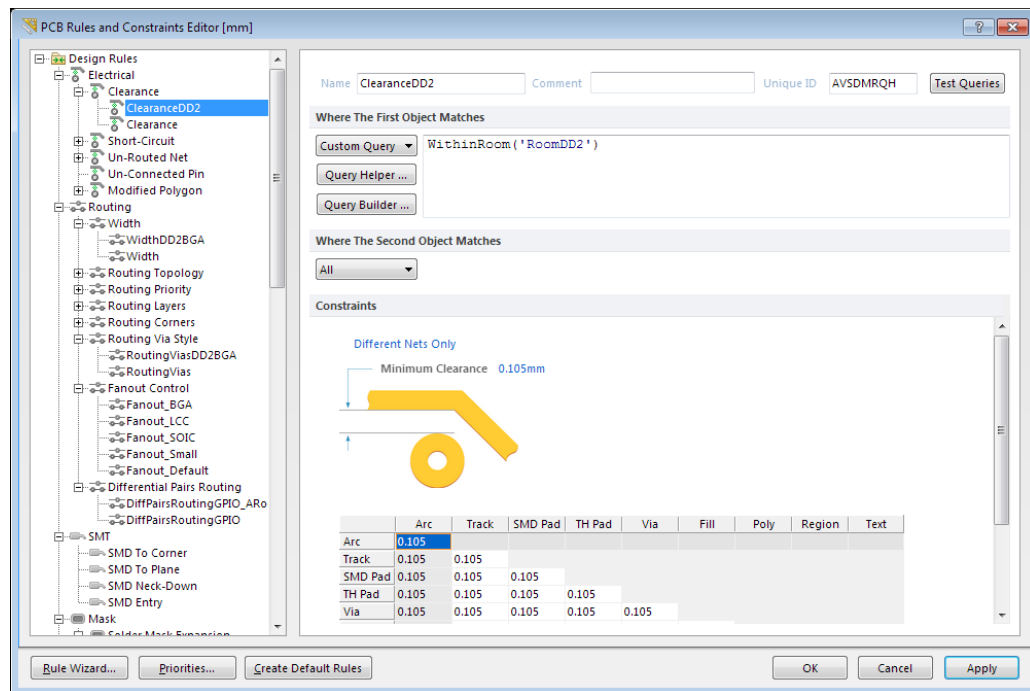 PCB Rules and Constraints Editor [mm]
Design Rules
Electrical
Clearance
ClearanceDD2
Clearance
Short-Circuit
Un-Routed Net
Un-Connected Pin
Modified Polygon
Routing
Width
WidthDD2BGA
Width
Routing Topology
Routing Priority
Routing Layers
Routing Corners
Routing Via Style
RoutingViasDD2BGA
RoutingVias
Fanout Control
Fanout_BGA
Fanout_LCC
Fanout_SOIC
Fanout_Small
Fanout_Default
Differential Pairs Routing
DiffPairsRoutingGPIO_ARo
DiffPairsRoutingGPIO
SMT
SMD To Corner
SMD To Plane
SMD Neck-Down
SMD Entry
Mask
Solder Mask Expansion
Name ClearanceDD2 Comment Unique ID AVSDMRQH Test Queries
Where The First Object Matches
Custom Query WithinRoom('RoomDD2')
Query Helper ...
Query Builder ...
Where The Second Object Matches
All
Constraints
Different Nets Only
Minimum Clearance 0.105mm
Arc Track SMD Pad TH Pad Via Fill Poly Region Text
Arc 0.105
Track 0.105 0.105
SMD Pad 0.105 0.105 0.105
TH Pad 0.105 0.105 0.105 0.105
Via 0.105 0.105 0.105 0.105 0.105
Rule Wizard... Priorities... Create Default Rules OK Cancel Apply